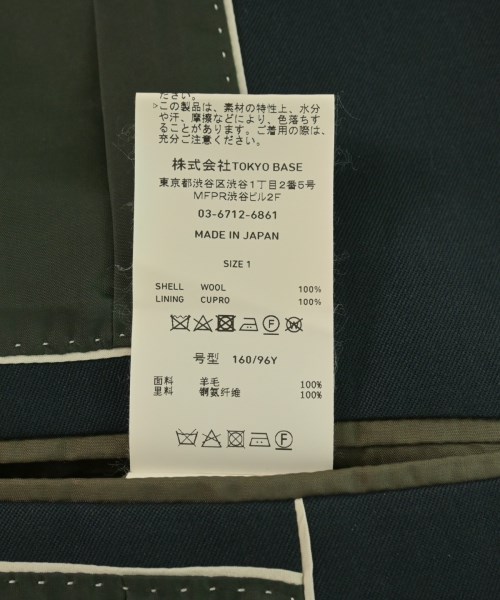 ださい。
>この製品は、素材の特性上、水分
や汗、摩擦などにより、色落ちす
ることがあります。ご着用の際は、
充分ご注意ください。
株式会社TOKYO BASE
東京都渋谷区渋谷1丁目2番5号
MFPR渋谷ビル2F
03-6712-6861
MADE IN JAPAN
SIZE 1
SHELL WOOL 100%
LINING CUPRO 100%
号型 160/96Y
面料 羊毛 100%
里料 铜氨纤维 100%